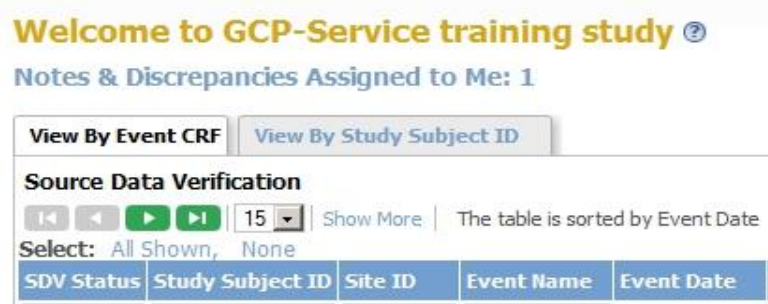 Welcome to GCP-Service training study
Notes & Discrepancies Assigned to Me: 1
View By Event CRF View By Study Subject ID
Source Data Verification
15 Show More The table is sorted by Event Date
Select: All Shown, None
SDV Status Study Subject ID Site ID Event Name Event Date